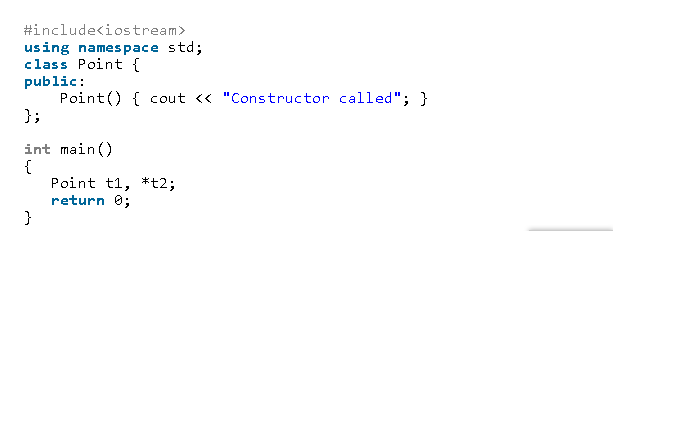 #include<iostream>
using namespace std;
class Point {
public:
    Point() { cout << "Constructor called"; }
};

int main()
{
   Point t1, *t2;
   return 0;
}